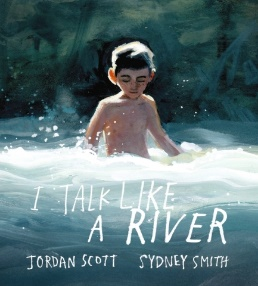 I TALK LIKE
A RIVER
JORDAN SCOTT SYDNEY SMITH